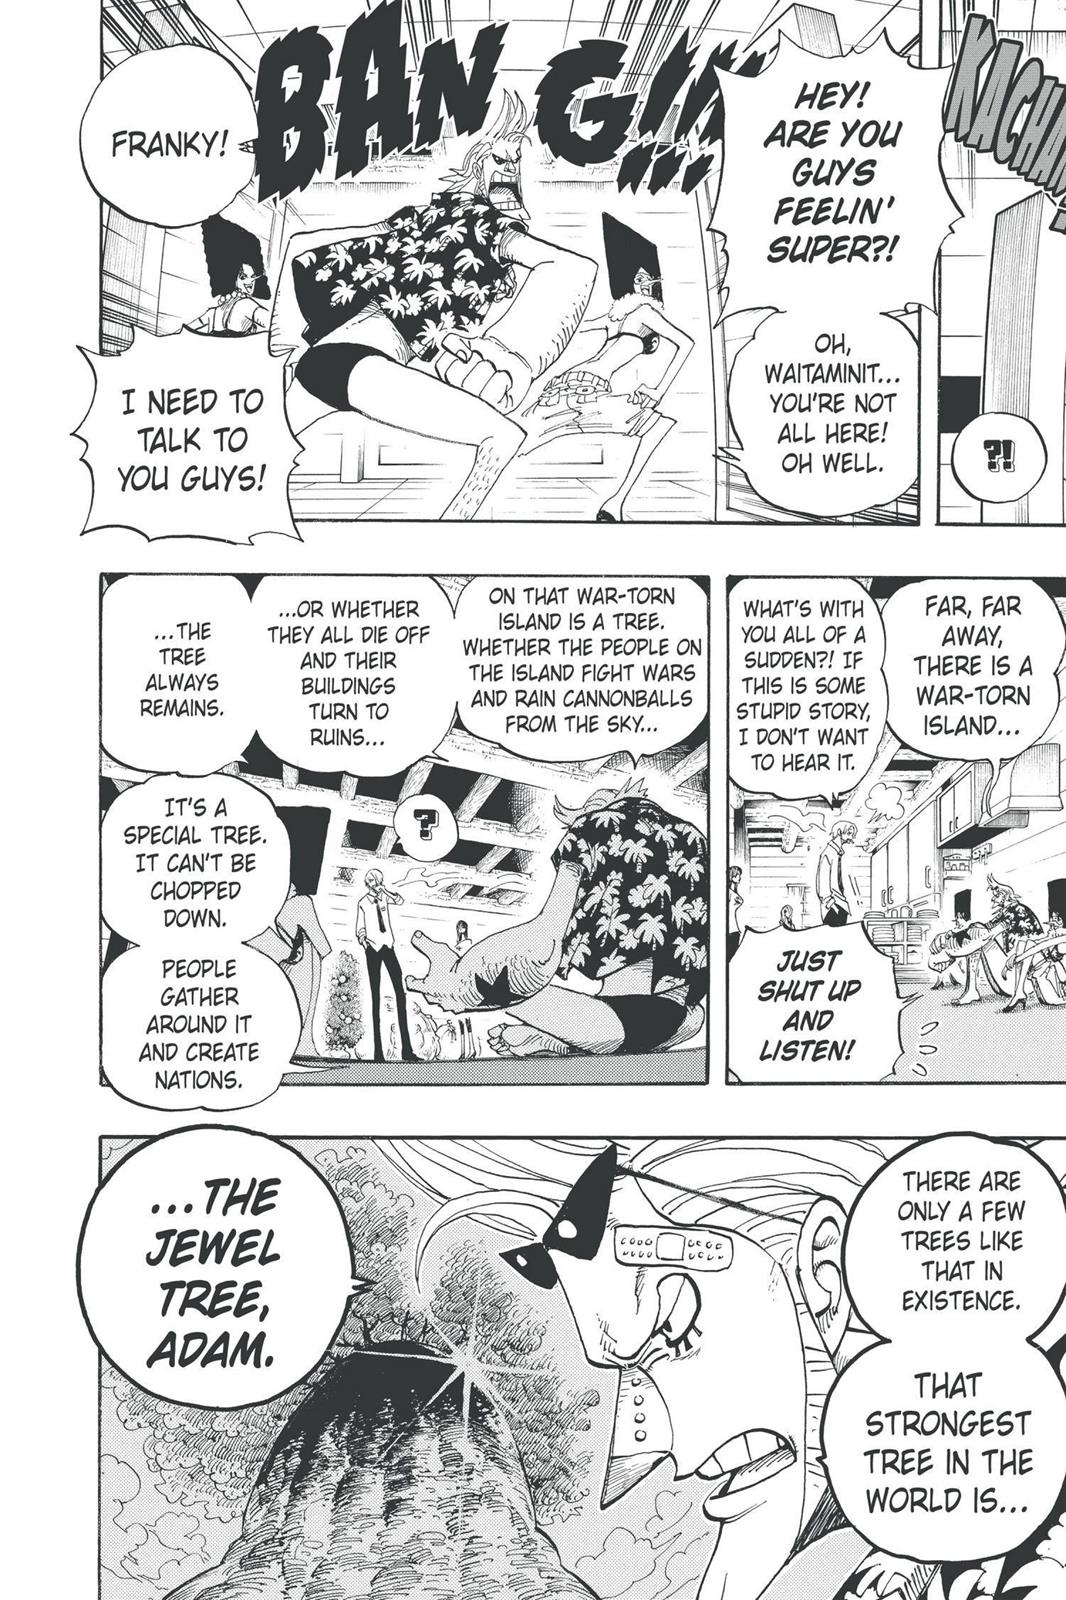 KACHAK!
?!
HEY!
ARE YOU
GUYS
FEELIN'
SUPER?!
OH,
WAITAMINIT...
YOU'RE NOT
ALL HERE!
OH WELL.
BANG!!!
FRANKY!
I NEED TO
TALK TO
YOU GUYS!
FAR, FAR
AWAY,
THERE IS A
WAR-TORN
ISLAND...
WHAT'S WITH
YOU ALL OF A
SUDDEN?! IF
THIS IS SOME
STUPID STORY,
I DON'T WANT
TO HEAR IT.
JUST
SHUT UP
AND
LISTEN!
ON THAT WAR-TORN
ISLAND IS A TREE.
WHETHER THE PEOPLE ON
THE ISLAND FIGHT WARS
AND RAIN CANNONBALLS
FROM THE SKY...
...OR WHETHER
THEY ALL DIE OFF
AND THEIR
BUILDINGS
TURN TO
RUINS...
?
...THE
TREE
ALWAYS
REMAINS.
IT'S A
SPECIAL TREE.
IT CAN'T BE
CHOPPED
DOWN.
PEOPLE
GATHER
AROUND IT
AND CREATE
NATIONS.
THERE ARE
ONLY A FEW
TREES LIKE
THAT IN
EXISTENCE.
THAT
STRONGEST
TREE IN THE
WORLD IS...
...THE
JEWEL
TREE,
ADAM.